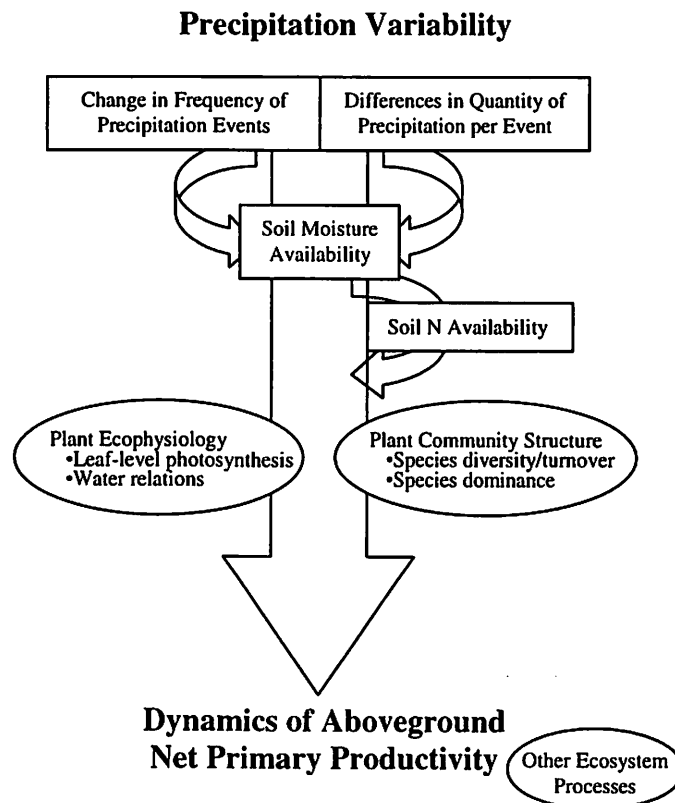 Precipitation Variability
Change in Frequency of
Precipitation Events
Differences in Quantity of
Precipitation per Event
Soil Moisture
Availability
Soil N Availability
Plant Ecophysiology
•Leaf-level photosynthesis
•Water relations
Plant Community Structure
•Species diversity/turnover
•Species dominance
Dynamics of Aboveground
Net Primary Productivity
Other Ecosystem
Processes